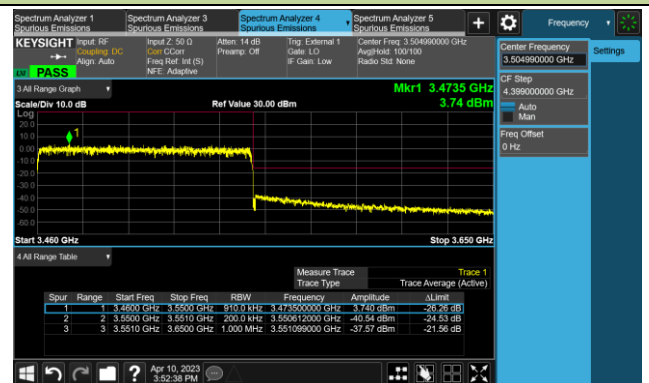 Spectrum Analyzer 1
Spurious Emissions
Spectrum Analyzer 3
Spurious Emissions
Spectrum Analyzer 4
Spurious Emissions
Spectrum Analyzer 5
Spurious Emissions
+
Frequency
KEYSIGHT
Input: RF
Coupling: DC
Align: Auto
Input Z: 50 Ω
Corr CCorr
Freq Ref: Int (S)
NFE: Adaptive
Atten: 14 dB
Preamp: Off
Trig: External 1
Gate: LO
IF Gain: Low
Center Freq: 3.504990000 GHz
Avg|Hold: 100/100
Radio Std: None
LXI PASS
Center Frequency
3.504990000 GHz
Settings
CF Step
4.399000000 GHz
Auto
Man
Freq Offset
0 Hz
3 All Range Graph
Mkr1 3.4735 GHz
3.74 dBm
Scale/Div 10.0 dB
Ref Value 30.00 dBm
Log
20.0
10.0
0.00
-10.0
-20.0
-30.0
-40.0
-50.0
-60.0
1
Start 3.460 GHz
Stop 3.650 GHz
4 All Range Table
Measure Trace Trace 1
Trace Type Trace Average (Active)
Spur Range Start Freq Stop Freq RBW Frequency Amplitude ΔLimit
1 1 3.4600 GHz 3.5500 GHz 910.0 kHz 3.473500000 GHz 3.740 dBm -26.26 dB
2 2 3.5500 GHz 3.5510 GHz 200.0 kHz 3.550612000 GHz -40.54 dBm -24.53 dB
3 3 3.5510 GHz 3.6500 GHz 1.000 MHz 3.551099000 GHz -37.57 dBm -21.56 dB
?
Apr 10, 2023
3:52:38 PM